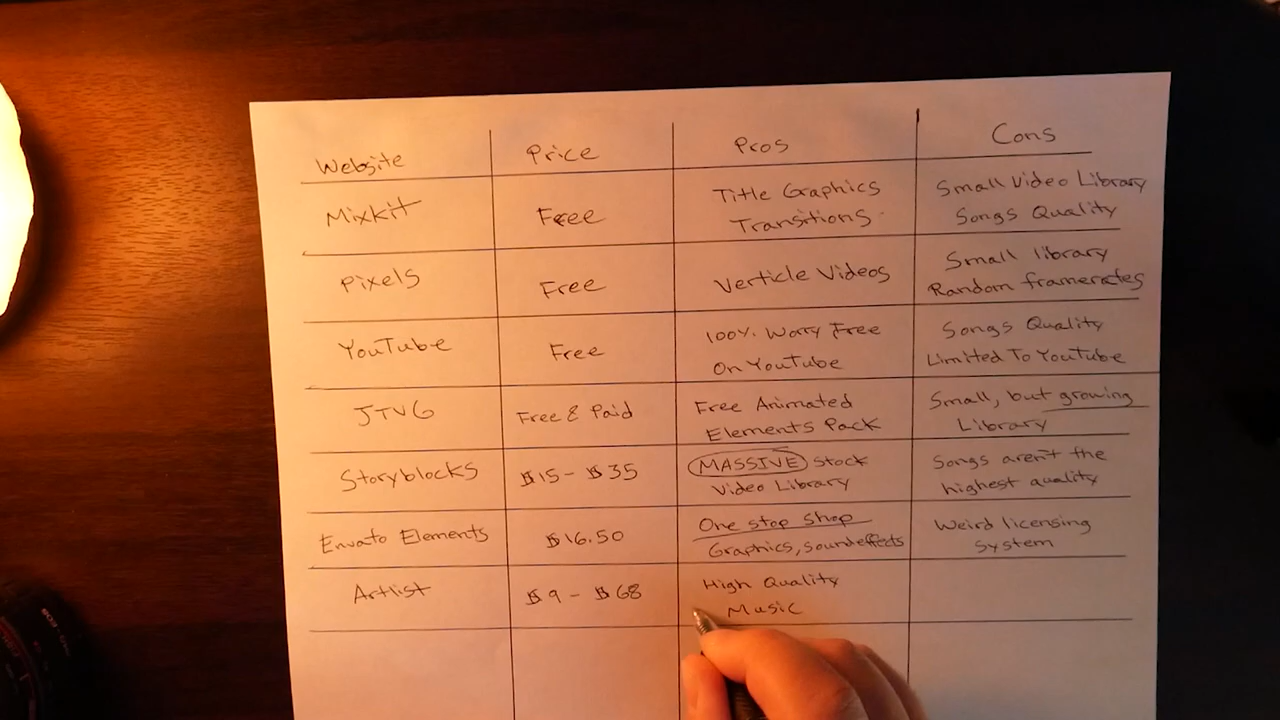 Website Price Pros Cons
Mixkit Free Title Graphics Small Video Library
Transitions Songs Quality
Pixels Free Verticle Videos Small library
Random framerates
YouTube Free 100% Worry Free Songs Quality
On YouTube Limited To YouTube
JTVG Free & Paid Free Animated Small, but growing
Elements Pack Library
Storyblocks $15 - $35 MASSIVE Stock Songs aren't the
Video Library highest quality
Envato Elements $16.50 One stop shop Weird licensing
Graphics, soundeffects System
Artlist $9 - $68 High Quality
Music